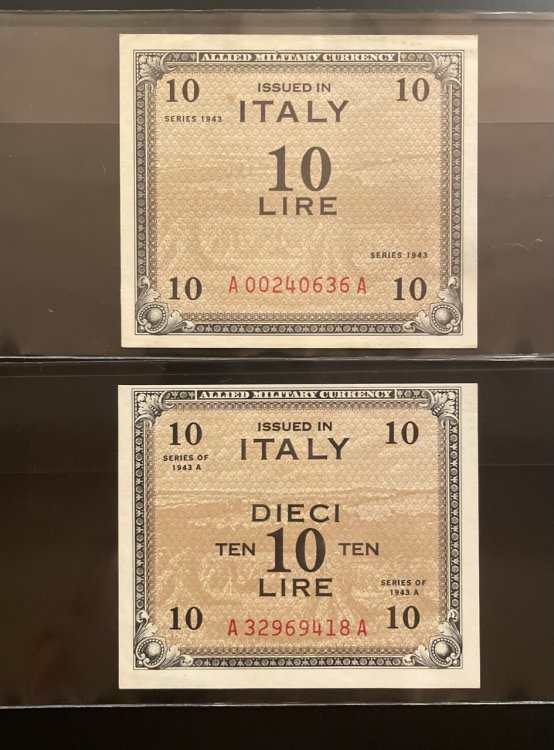 ALLIED MILITARY CURRENCY
10 ISSUED IN 10
SERIES 1943 ITALY
10
LIRE
SERIES 1943
10 A 00240636 A 10
ALLIED MILITARY CURRENCY
10 ISSUED IN 10
ITALY
SERIES OF
1943 A
DIECI
TEN 10 TEN
LIRE
SERIES OF
1943 A
10 A 32969418 A 10